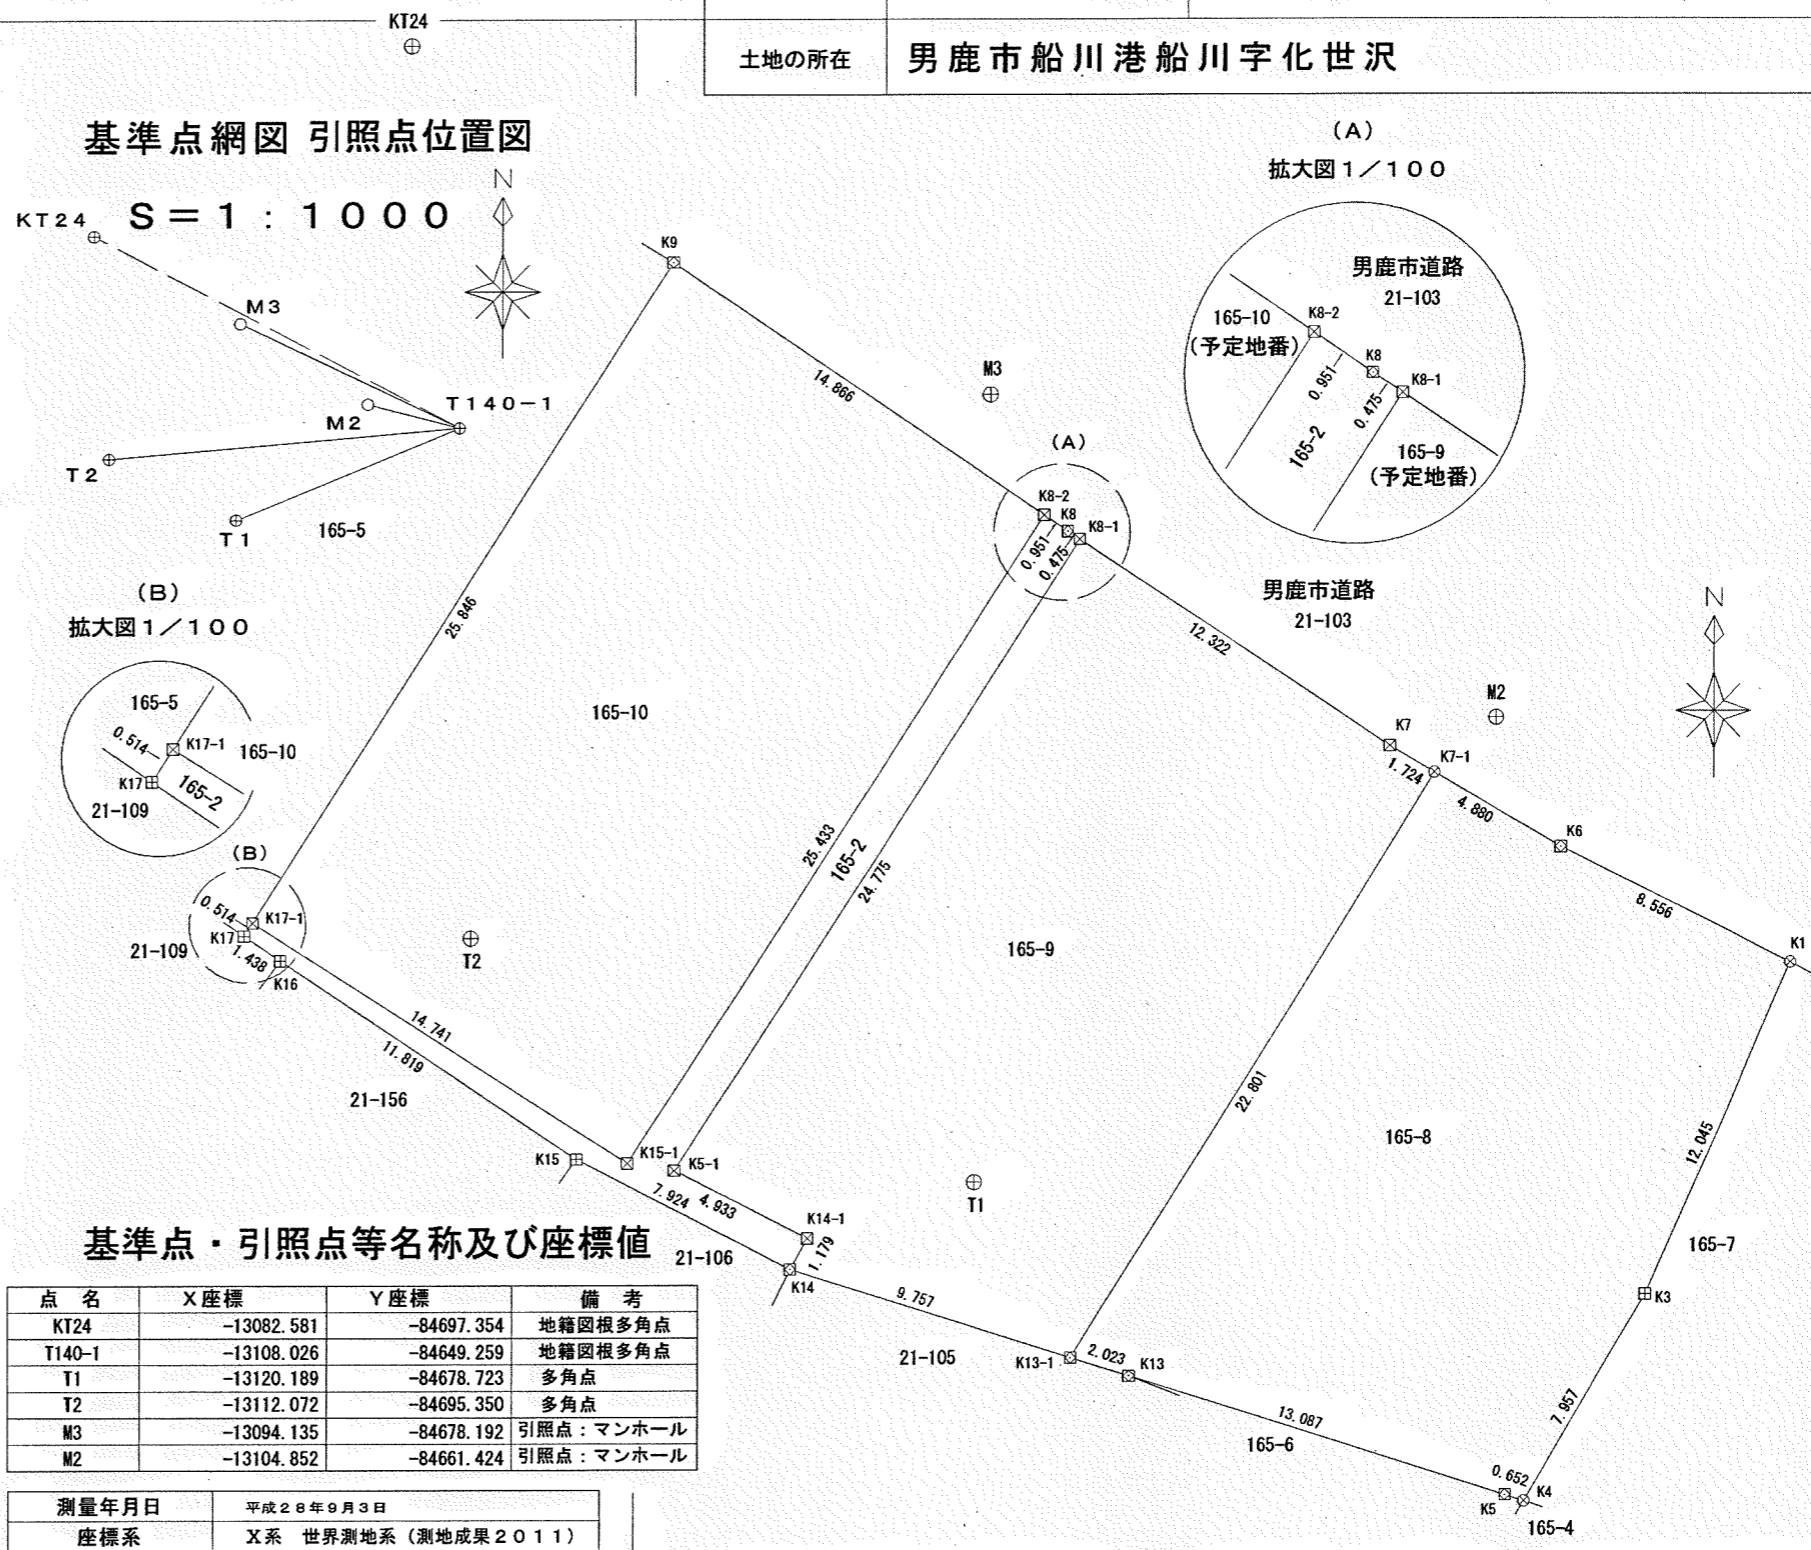 KT24
土地の所在 男鹿市船川港船川字化世沢
基準点網図 引照点位置図
S=1:1000
N
KT24
M3
T140-1
M2
T2
T1
165-5
(A)
拡大図1/100
男鹿市道路
21-103
165-10
(予定地番)
K8-2
K8
K8-1
0.951
0.475
165-2
165-9
(予定地番)
(B)
拡大図1/100
165-5
0.514
K17-1
165-10
K17
165-2
21-109
K9
14.866
M3
(A)
K8-2
K8
K8-1
0.951
0.475
男鹿市道路
21-103
N
25.846
12.322
165-10
M2
K7
K7-1
1.724
4.880
K6
8.556
K1
25.433
165-2
24.775
(B)
0.514
K17-1
K17
21-109
1.438
K16
T2
165-9
14.741
11.819
21-156
22.801
165-8
12.045
K15
K15-1
K5-1
7.924
4.933
T1
K14-1
1.179
21-106
K14
165-7
K3
9.757
21-105
K13-1
2.023
K13
13.087
165-6
7.957
0.652
K4
K5
165-4
基準点・引照点等名称及び座標値
点 名 X座標 Y座標 備 考
KT24 -13082.581 -84697.354 地籍図根多角点
T140-1 -13108.026 -84649.259 地籍図根多角点
T1 -13120.189 -84678.723 多角点
T2 -13112.072 -84695.350 多角点
M3 -13094.135 -84678.192 引照点:マンホール
M2 -13104.852 -84661.424 引照点:マンホール
測量年月日 平成28年9月3日
座標系 X系 世界測地系(測地成果2011)